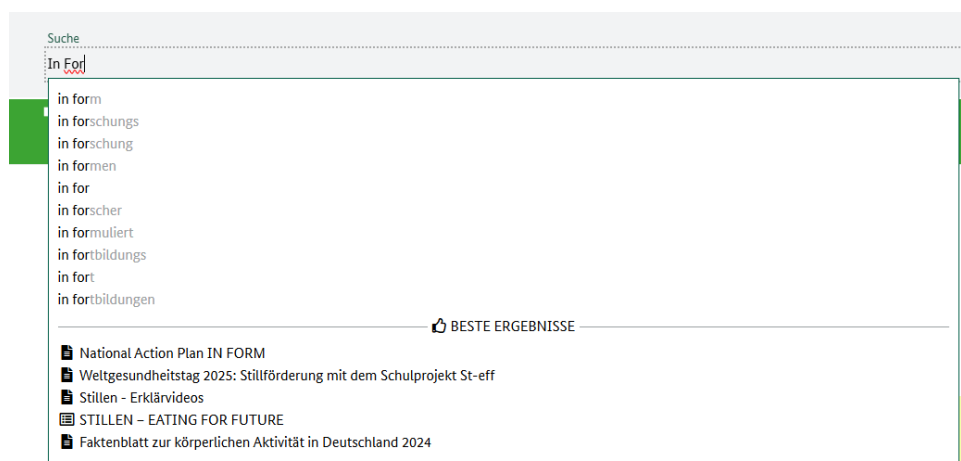 Suche
In For
in form
in forschungs
in forschung
in formen
in for
in forscher
in formuliert
in fortbildungs
in fort
in fortbildungen
BESTE ERGEBNISSE
National Action Plan IN FORM
Weltgesundheitstag 2025: Stillförderung mit dem Schulprojekt St-eff
Stillen - Erklärvideos
STILLEN – EATING FOR FUTURE
Faktenblatt zur körperlichen Aktivität in Deutschland 2024